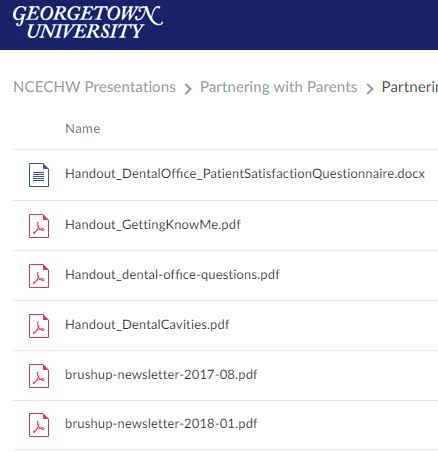 GEORGETOWN
UNIVERSITY
NCECHW Presentations > Partnering with Parents > Partneri
Name
Handout_DentalOffice_PatientSatisfactionQuestionnaire.docx
Handout_GettingKnowMe.pdf
Handout_dental-office-questions.pdf
Handout_DentalCavities.pdf
brushup-newsletter-2017-08.pdf
brushup-newsletter-2018-01.pdf